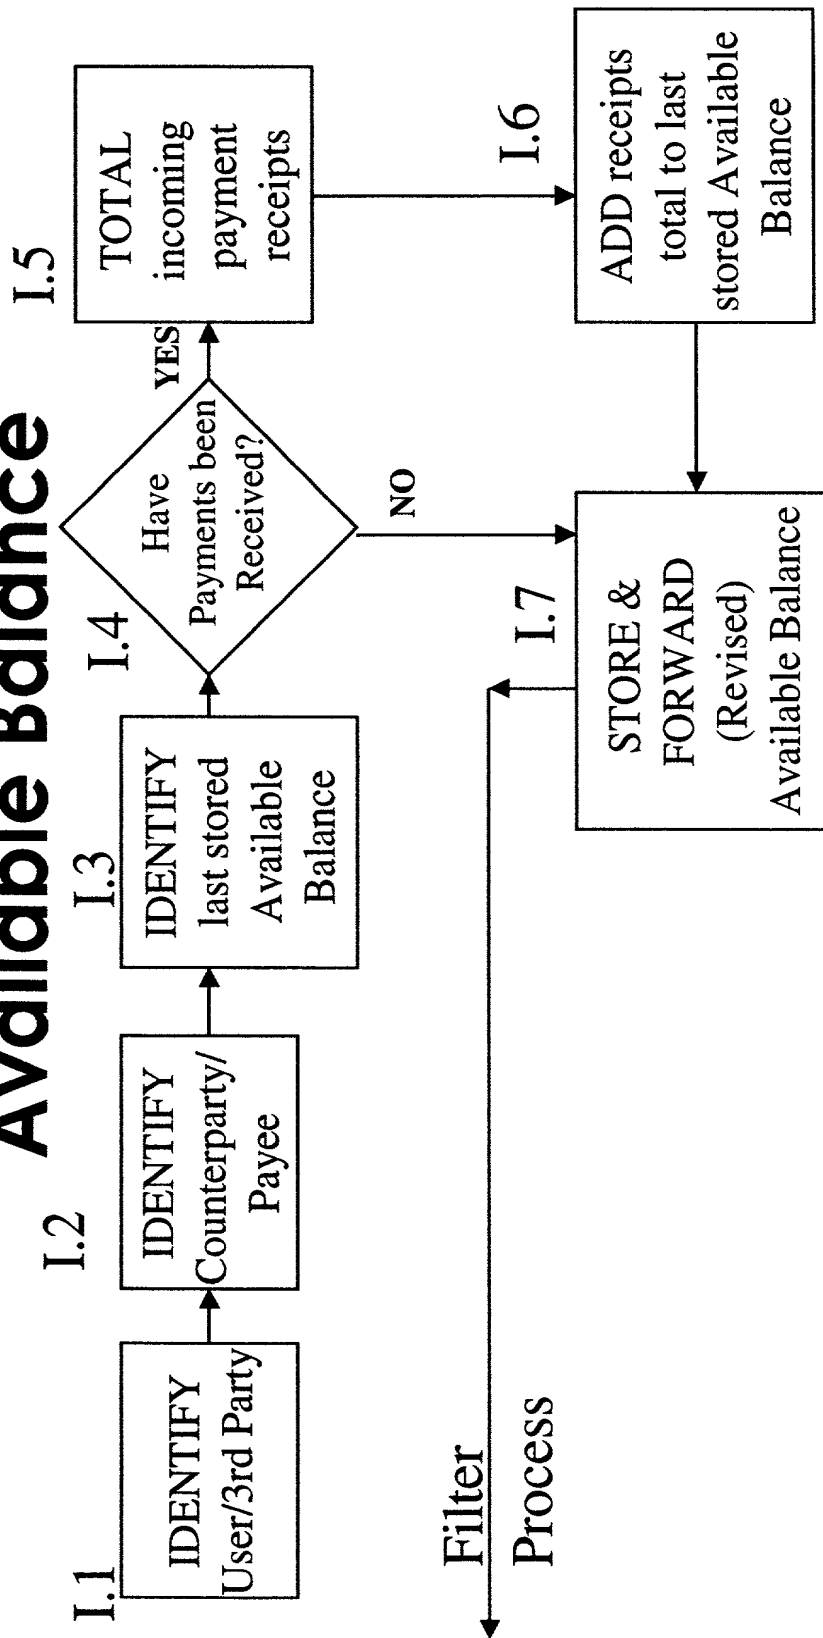 Available Balance
I.1
IDENTIFY
User/3rd Party
I.2
IDENTIFY
Counterparty/
Payee
I.3
IDENTIFY
last stored
Available
Balance
I.4
Have
Payments been
Received?
YES
NO
I.5
TOTAL
incoming
payment
receipts
I.6
ADD receipts
total to last
stored Available
Balance
I.7
STORE &
FORWARD
(Revised)
Available Balance
Filter
Process